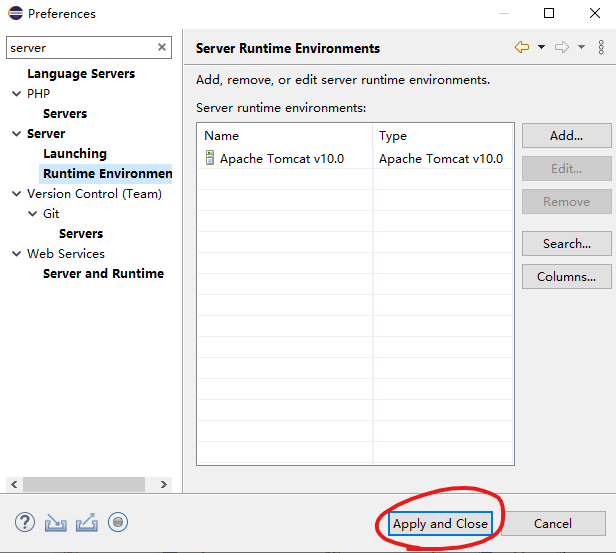 Preferences
server
Language Servers
PHP
Servers
Server
Launching
Runtime Environmen
Version Control (Team)
Git
Servers
Web Services
Server and Runtime
Server Runtime Environments
Add, remove, or edit server runtime environments.
Server runtime environments:
Name Type
Apache Tomcat v10.0 Apache Tomcat v10.0
Add...
Edit...
Remove
Search...
Columns...
?
Apply and Close Cancel